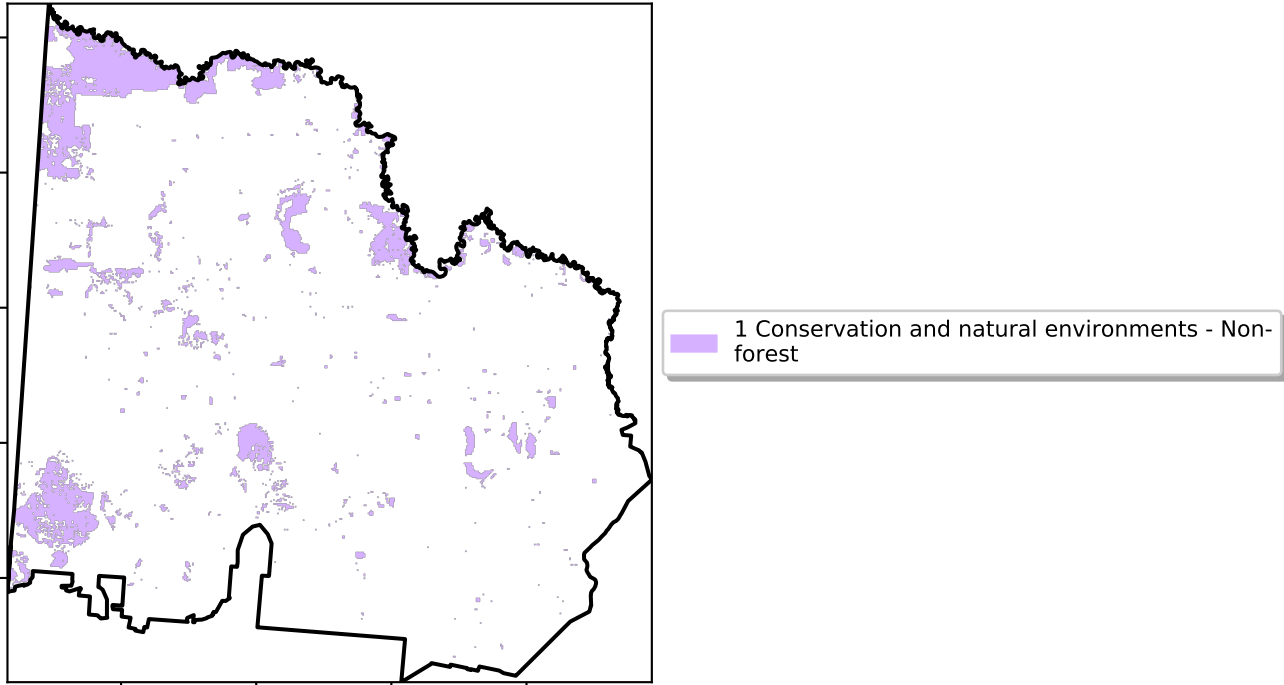 1 Conservation and natural environments - Non-
forest